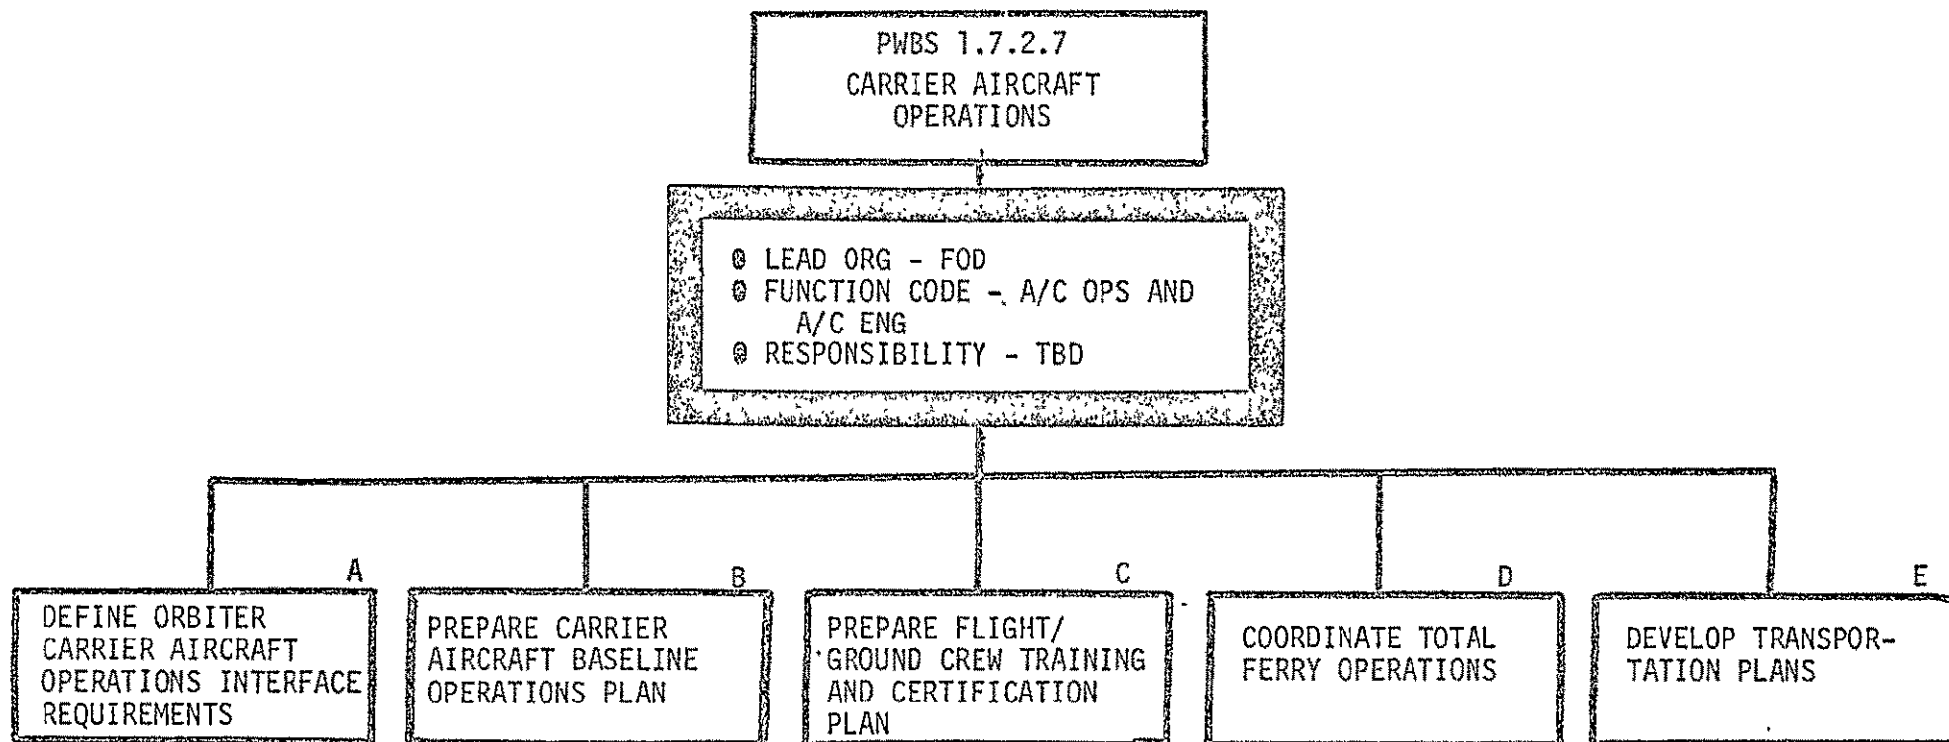 PWBS 1.7.2.7
CARRIER AIRCRAFT
OPERATIONS
LEAD ORG - FOD
FUNCTION CODE - A/C OPS AND
A/C ENG
RESPONSIBILITY - TBD
A
DEFINE ORBITER
CARRIER AIRCRAFT
OPERATIONS INTERFACE
REQUIREMENTS
B
PREPARE CARRIER
AIRCRAFT BASELINE
OPERATIONS PLAN
C
PREPARE FLIGHT/
GROUND CREW TRAINING
AND CERTIFICATION
PLAN
D
COORDINATE TOTAL
FERRY OPERATIONS
E
DEVELOP TRANSPOR-
TATION PLANS